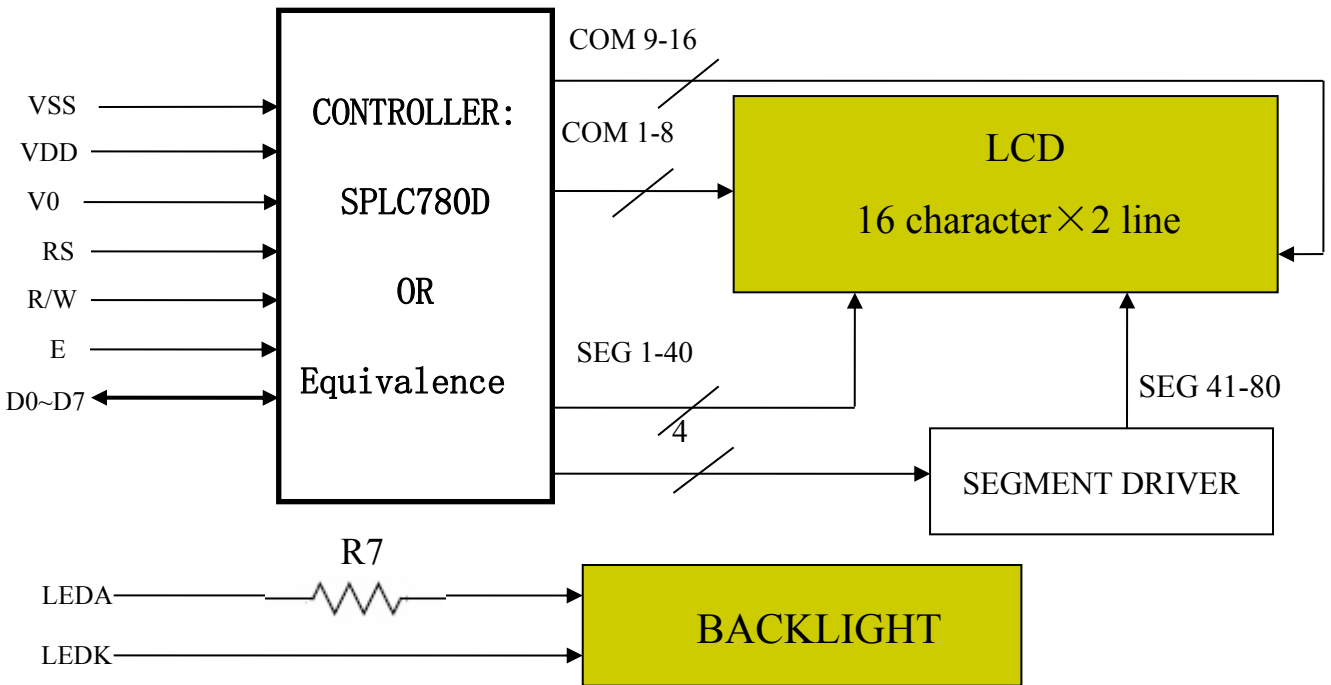 VSS
VDD
V0
RS
R/W
E
D0~D7
CONTROLLER:
SPLC780D
OR
Equivalence
COM 9-16
COM 1-8
SEG 1-40
4
LCD
16 character×2 line
SEG 41-80
SEGMENT DRIVER
R7
LEDA
LEDK
BACKLIGHT